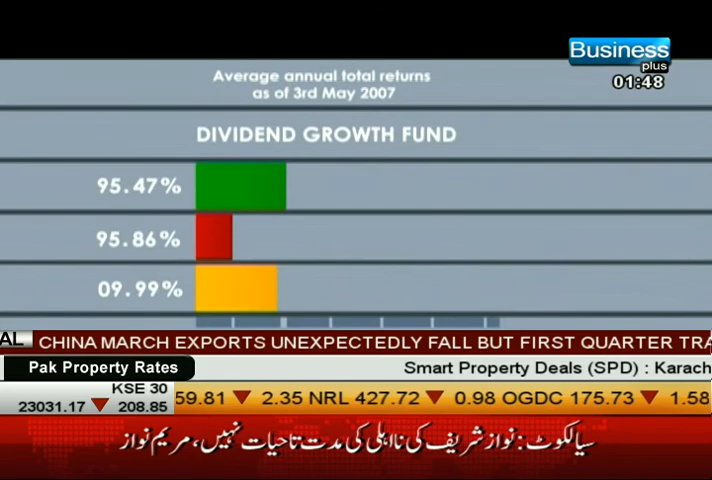 Business
plus
01:48
Average annual total returns
as of 3rd May 2007
DIVIDEND GROWTH FUND
95.47%
95.86%
09.99%
AL CHINA MARCH EXPORTS UNEXPECTEDLY FALL BUT FIRST QUARTER TRA
Pak Property Rates Smart Property Deals (SPD) : Karach
KSE 30
23031.17 208.85 59.81 2.35 NRL 427.72 0.98 OGDC 175.73 1.58
سیالکوٹ: نواز شریف کی نااہلی کی مدت تاحیات نہیں، مریم نواز